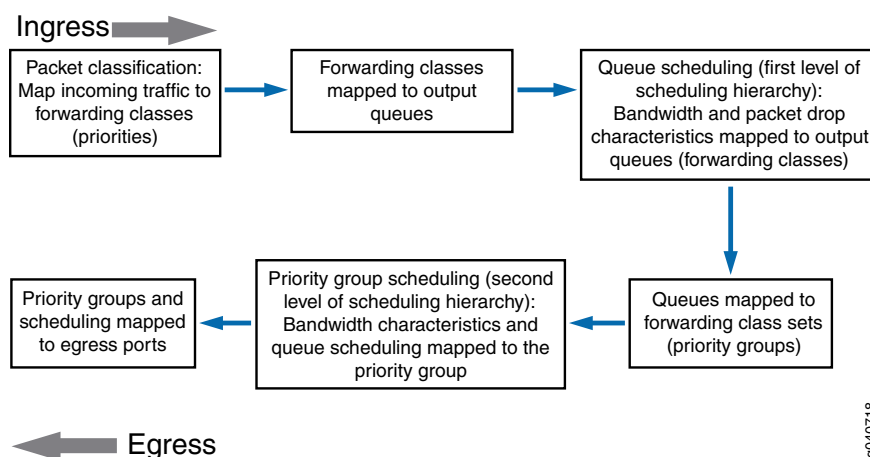 Ingress
Packet classification:
Map incoming traffic to
forwarding classes
(priorities)
Forwarding classes
mapped to output
queues
Queue scheduling (first level of
scheduling hierarchy):
Bandwidth and packet drop
characteristics mapped to output
queues (forwarding classes)
Queues mapped to
forwarding class sets
(priority groups)
Priority group scheduling (second
level of scheduling hierarchy):
Bandwidth characteristics and
queue scheduling mapped to the
priority group
Priority groups and
scheduling mapped
to egress ports
Egress
g040718